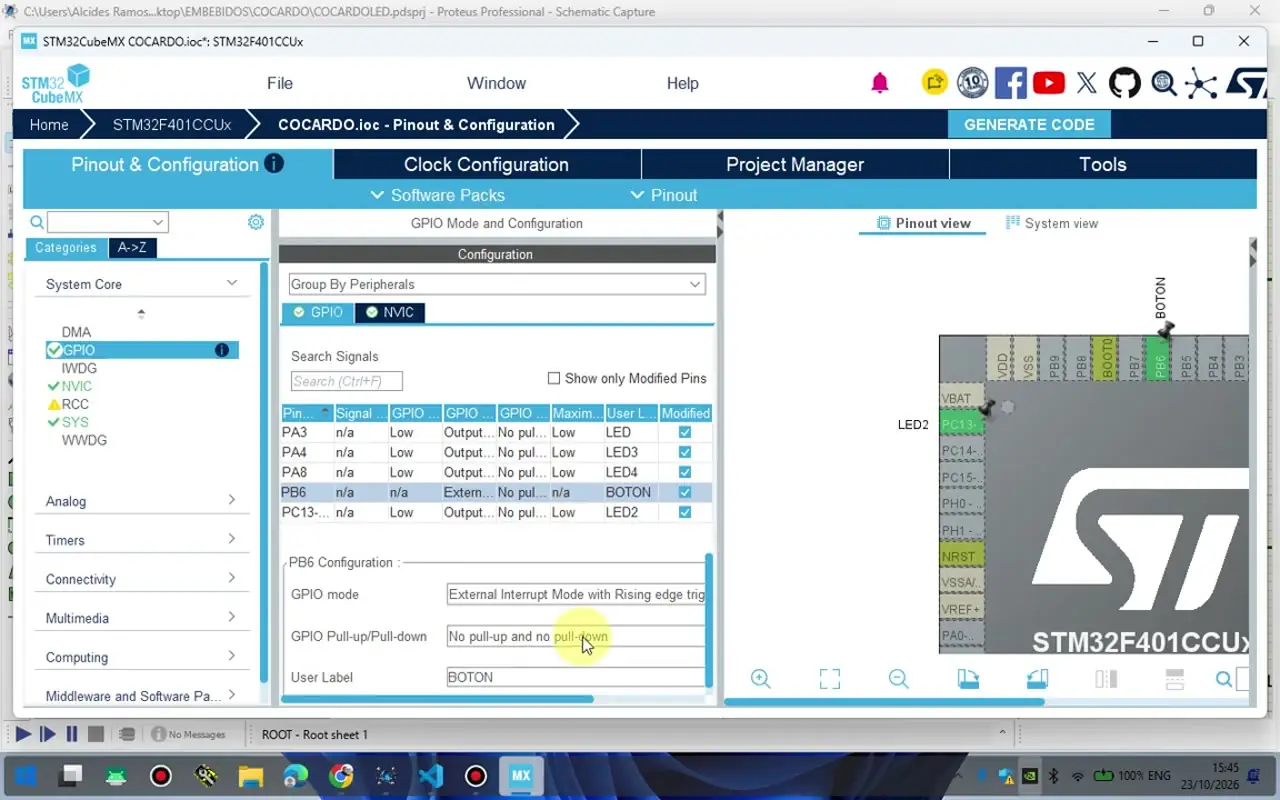 C:\Users\Alcides Ramos...ktop\EMBEBIDOS\COCARDO\COCARDOLED.pdsprj - Proteus Professional - Schematic Capture
MX STM32CubeMX COCARDO.ioc*: STM32F401CCUx
STM32
CubeMX
File Window Help
19
Home STM32F401CCUx COCARDO.ioc - Pinout & Configuration GENERATE CODE
Pinout & Configuration Clock Configuration Project Manager Tools
Software Packs Pinout
GPIO Mode and Configuration
Pinout view System view
Categories A->Z
Configuration
System Core
Group By Peripherals
GPIO NVIC
DMA
GPIO
IWDG
NVIC
RCC
SYS
WWDG
Analog
Timers
Connectivity
Multimedia
Computing
Middleware and Software Pa...
Search Signals
Search (Ctrl+F) Show only Modified Pins
Pin... Signal ... GPIO ... GPIO ... GPIO ... Maxim... User L... Modified
PA3 n/a Low Output... No pul... Low LED
PA4 n/a Low Output... No pul... Low LED3
PA8 n/a Low Output... No pul... Low LED4
PB6 n/a n/a Extern... No pul... n/a BOTON
PC13-... n/a Low Output... No pul... Low LED2
PB6 Configuration :
GPIO mode External Interrupt Mode with Rising edge trig
GPIO Pull-up/Pull-down No pull-up and no pull-down
User Label BOTON
BOTON
VDD VSS PB9 PB8 BOOT0 PB7 PB6 PB5 PB4 PB3
VBAT
LED2 PC13-
PC14-
PC15-
PH0 -
PH1 -
NRST
VSSA/
VREF+
PA0-
STM32F401CCUx
No Messages ROOT - Root sheet 1
MX
100% ENG
15:45
23/10/2026